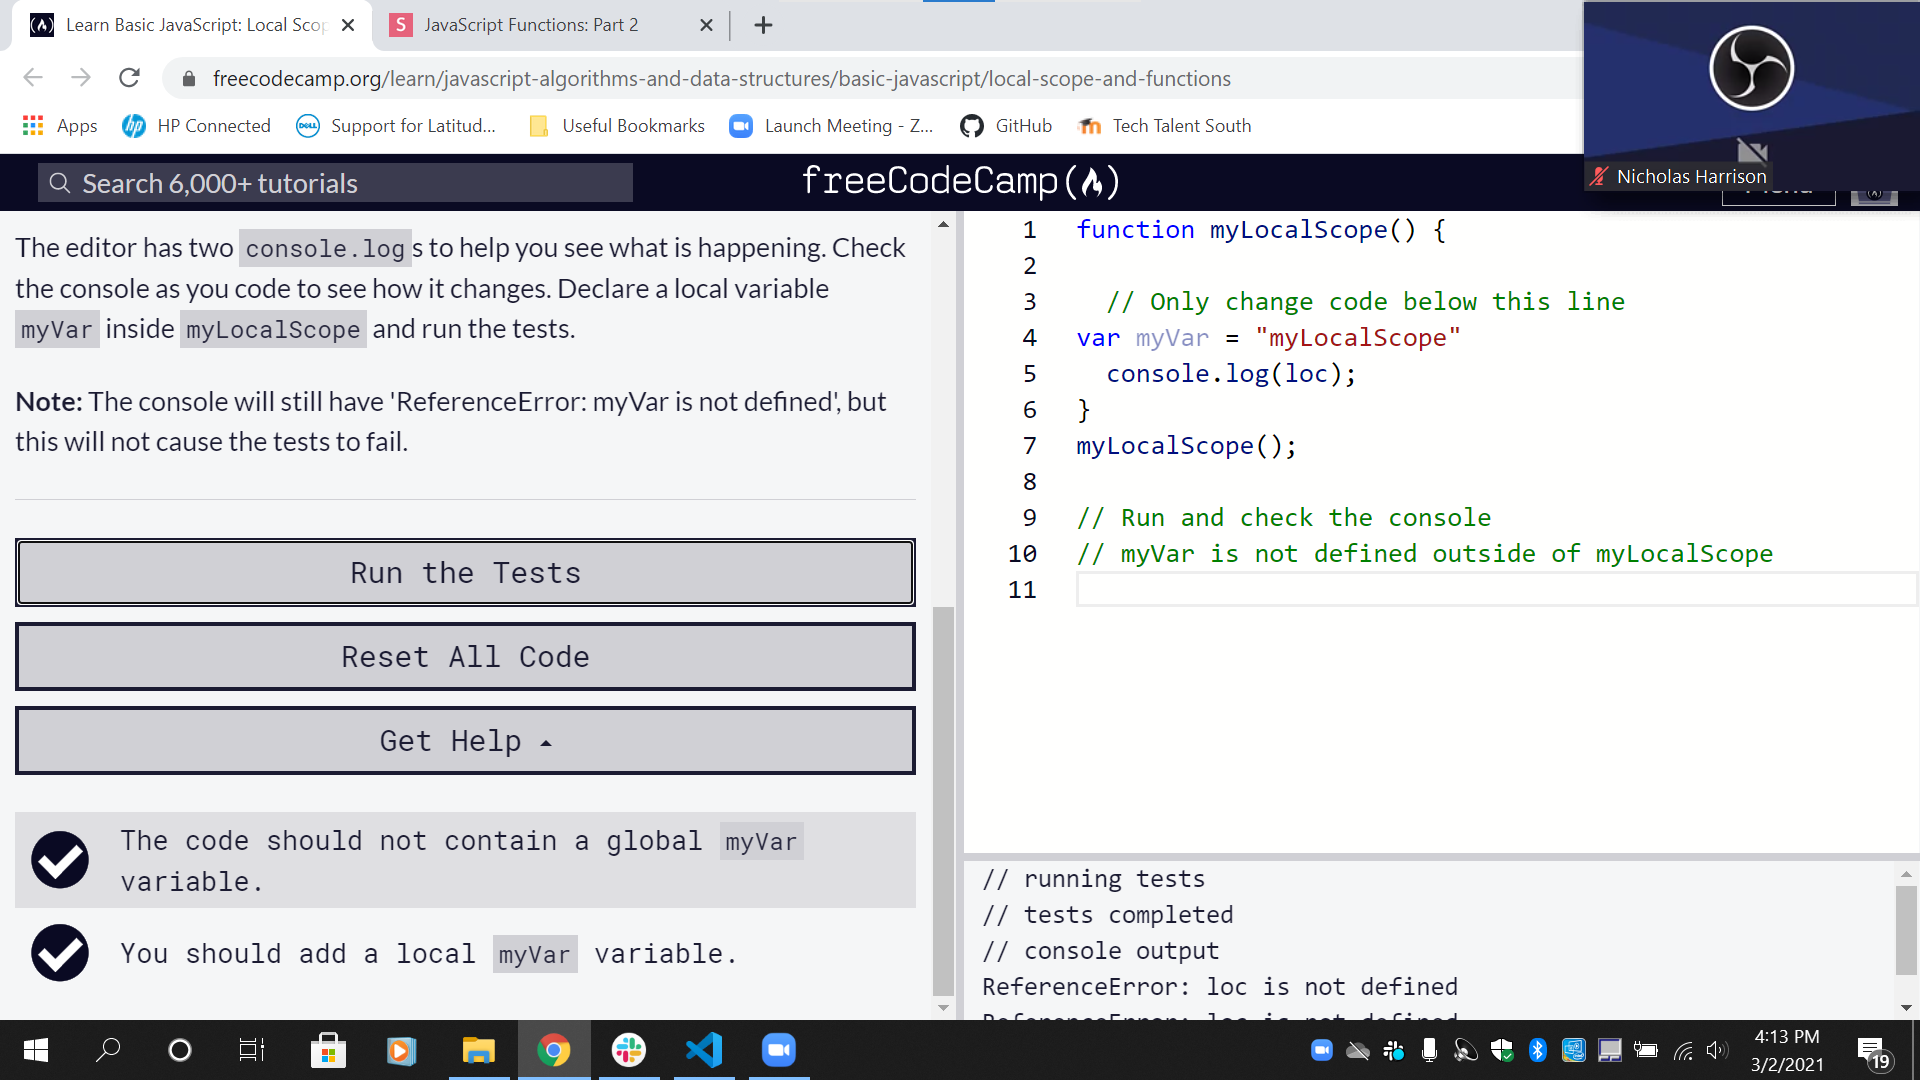 Learn Basic JavaScript: Local Scop
JavaScript Functions: Part 2
freecodecamp.org/learn/javascript-algorithms-and-data-structures/basic-javascript/local-scope-and-functions
Apps
HP Connected
Support for Latitud...
Useful Bookmarks
Launch Meeting - Z...
GitHub
Tech Talent South
Nicholas Harrison
Search 6,000+ tutorials
freeCodeCamp
The editor has two console.logs to help you see what is happening. Check
the console as you code to see how it changes. Declare a local variable
myVar inside myLocalScope and run the tests.
Note: The console will still have 'ReferenceError: myVar is not defined', but
this will not cause the tests to fail.
Run the Tests
Reset All Code
Get Help
The code should not contain a global myVar
variable.
You should add a local myVar variable.
1 function myLocalScope() {
2
3 // Only change code below this line
4 var myVar = "myLocalScope"
5 console.log(loc);
6 }
7 myLocalScope();
8
9 // Run and check the console
10 // myVar is not defined outside of myLocalScope
11
// running tests
// tests completed
// console output
ReferenceError: loc is not defined
ReferenceError: loc is not defined
4:13 PM
3/2/2021
19